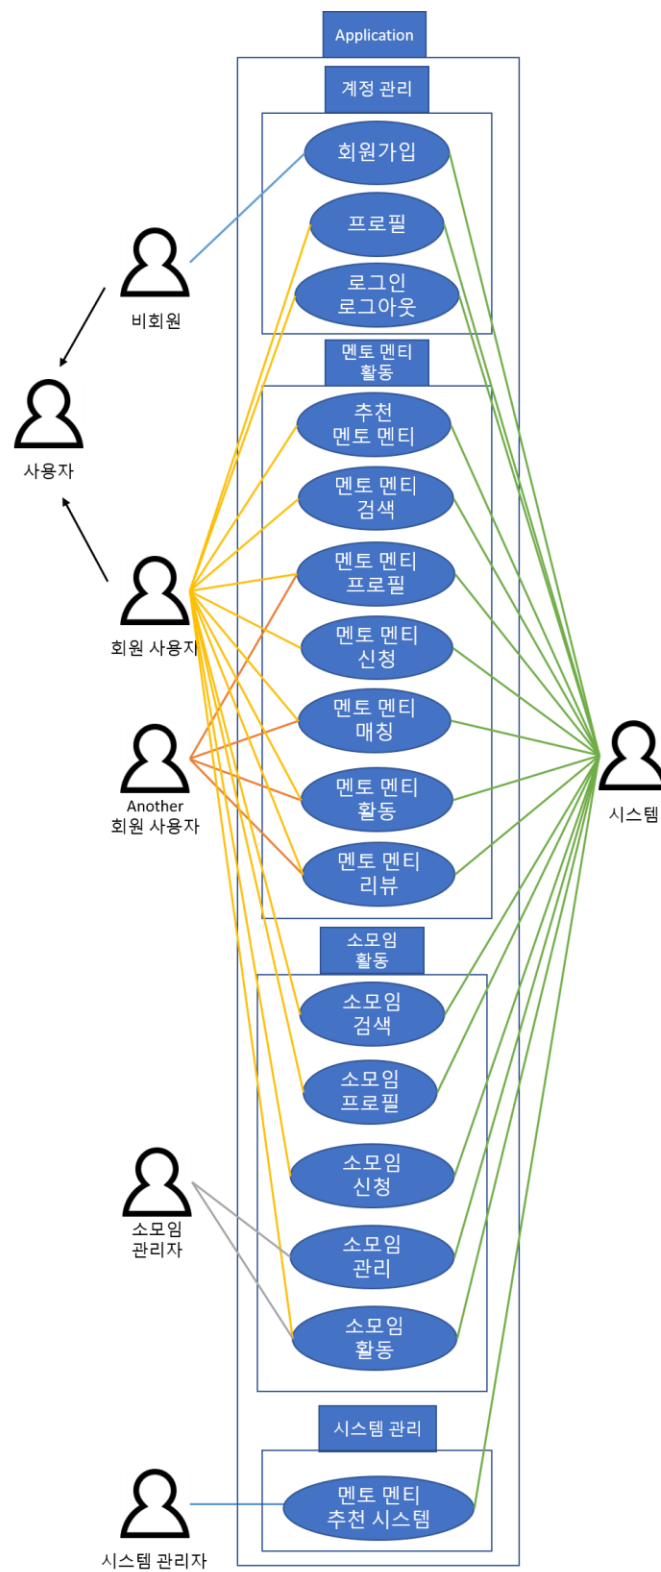 Application
계정 관리
회원가입
프로필
로그인
로그아웃
비회원
사용자
멘토 멘티
활동
추천
멘토 멘티
멘토 멘티
검색
멘토 멘티
프로필
회원 사용자
멘토 멘티
신청
멘토 멘티
매칭
Another
회원 사용자
시스템
멘토 멘티
활동
멘토 멘티
리뷰
소모임
활동
소모임
검색
소모임
프로필
소모임
신청
소모임
관리자
소모임
관리
소모임
활동
시스템 관리
멘토 멘티
추천 시스템
시스템 관리자